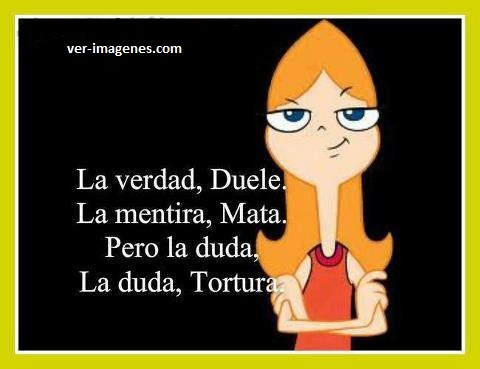 ver-imagenes.com
La verdad, Duele.
La mentira, Mata.
Pero la duda,
La duda, Tortura.